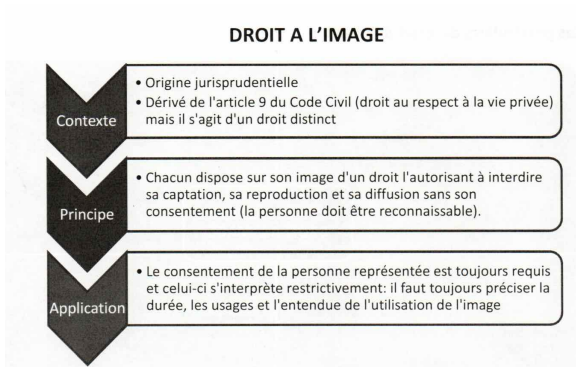 DROIT A L'IMAGE
Contexte
• Origine jurisprudentielle
• Dérivé de l'article 9 du Code Civil (droit au respect à la vie privée)
mais il s'agit d'un droit distinct
Principe
• Chacun dispose sur son image d'un droit l'autorisant à interdire
sa captation, sa reproduction et sa diffusion sans son
consentement (la personne doit être reconnaissable).
Application
• Le consentement de la personne représentée est toujours requis
et celui-ci s'interprète restrictivement: il faut toujours préciser la
durée, les usages et l'entendue de l'utilisation de l'image